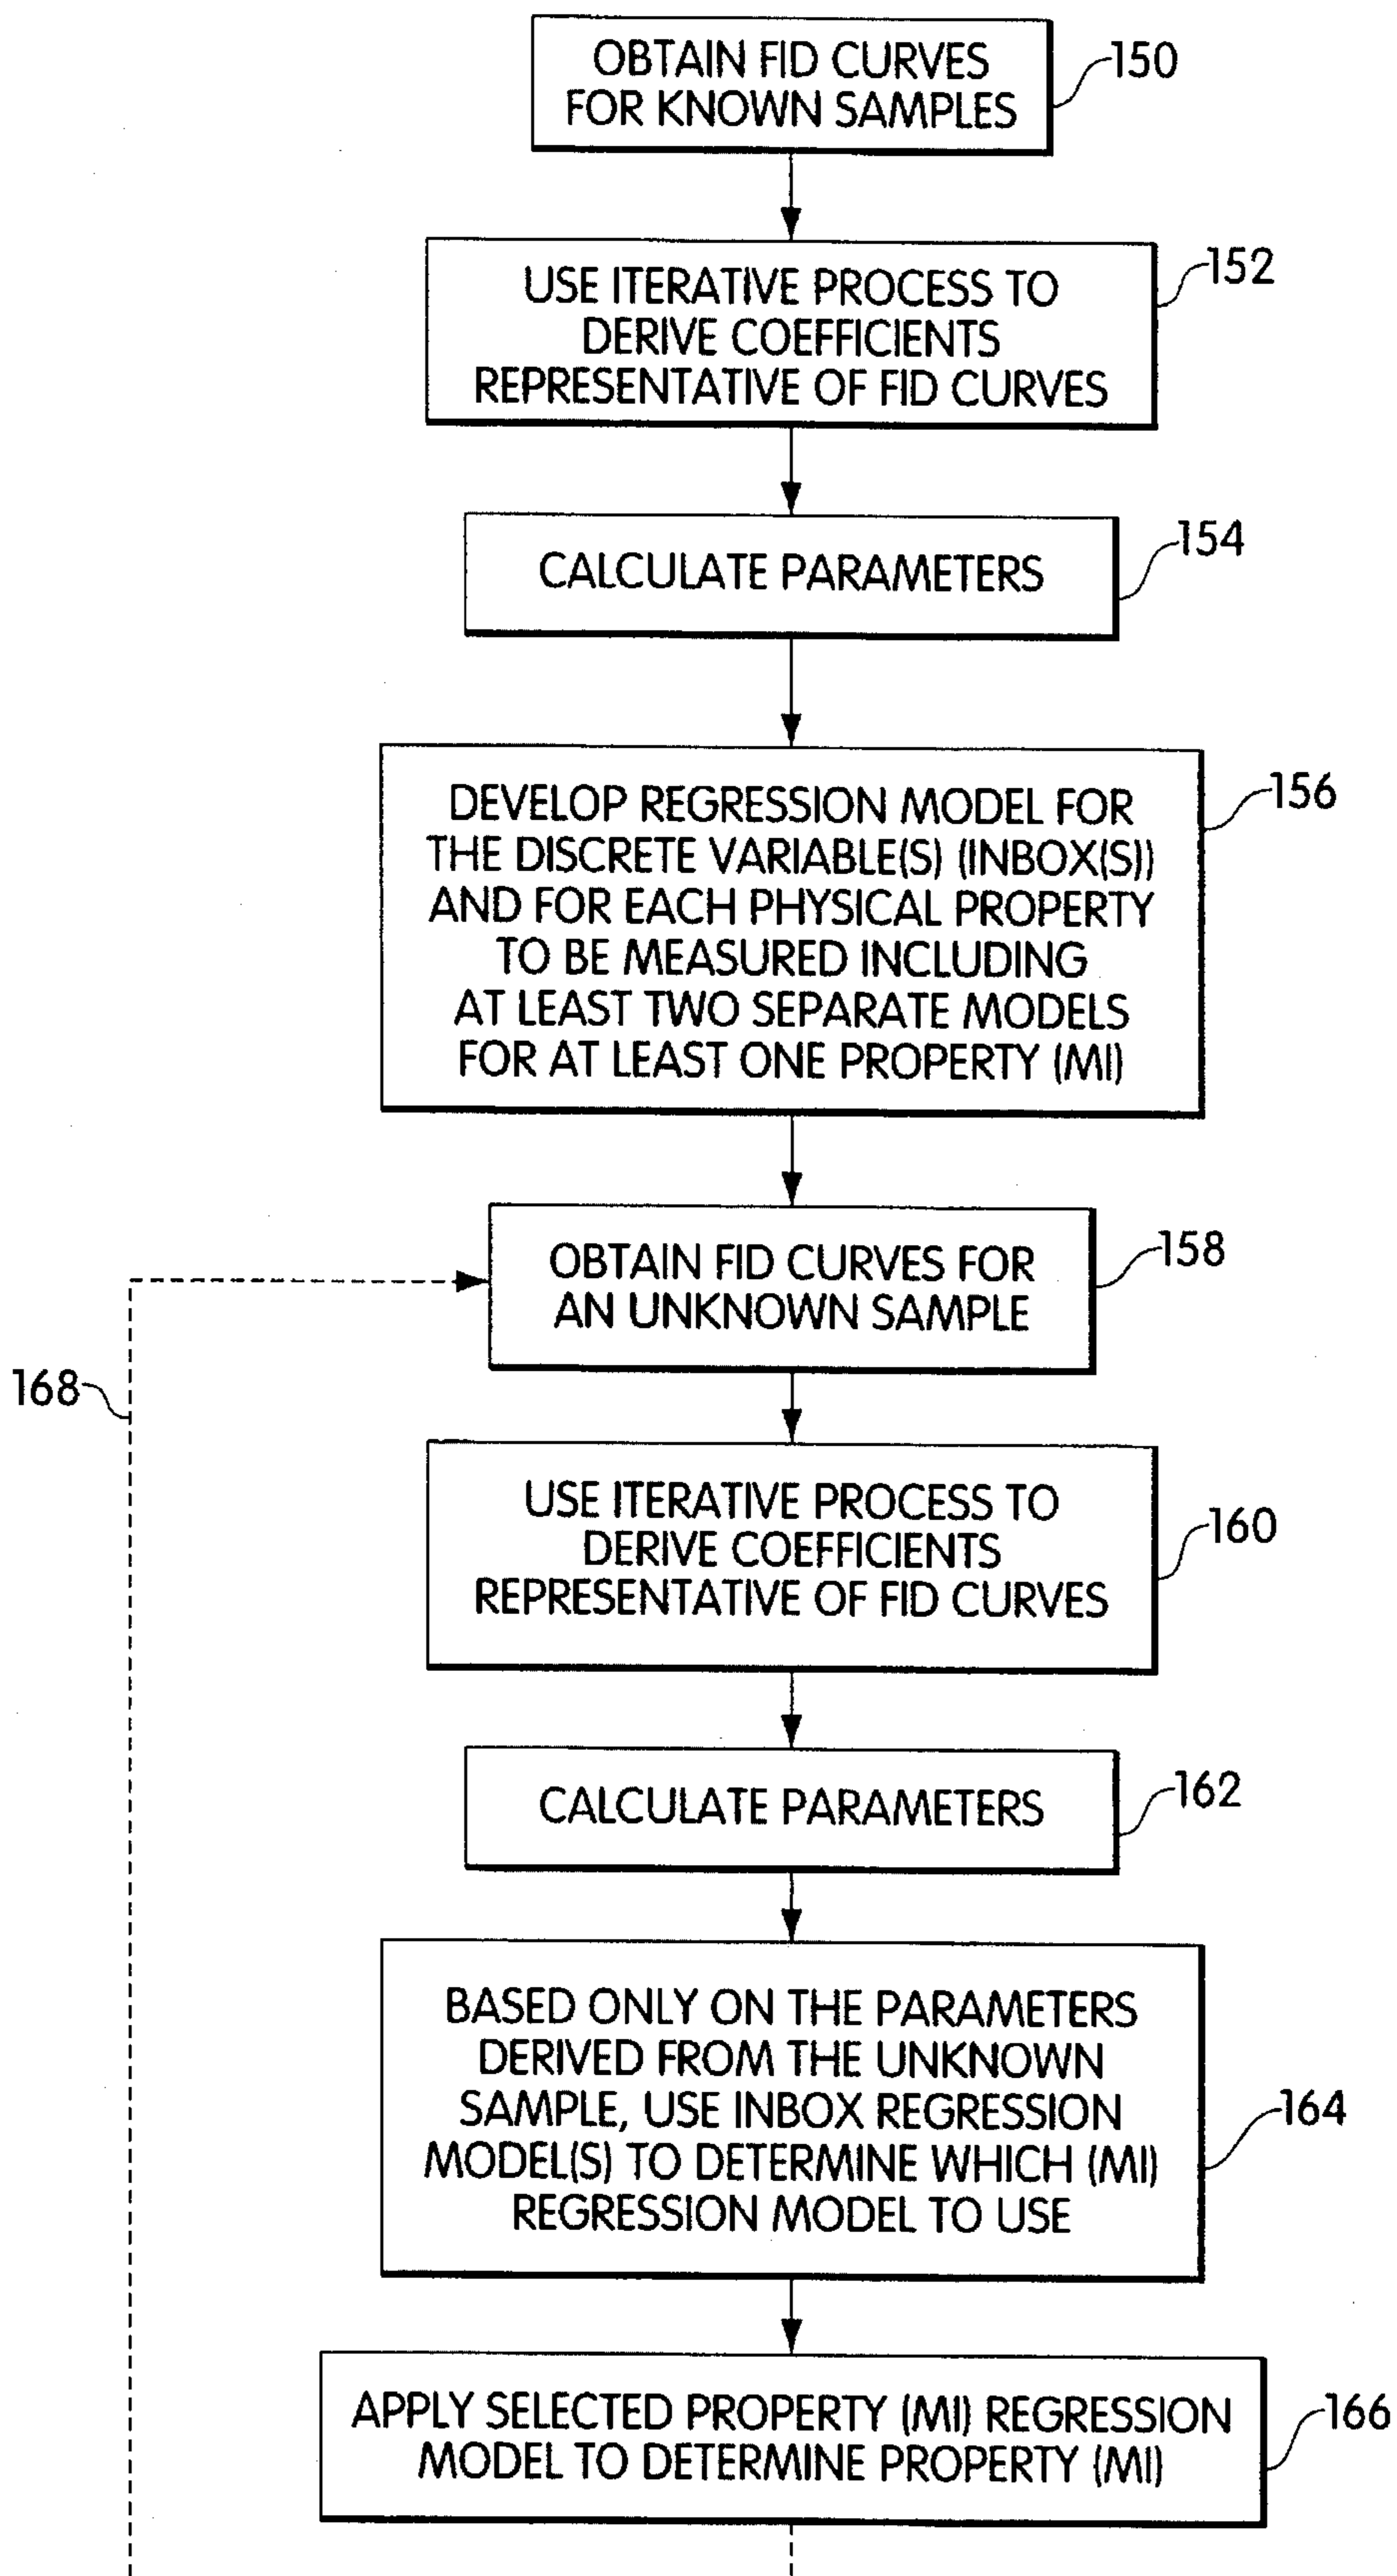 OBTAIN FID CURVES
FOR KNOWN SAMPLES
150
USE ITERATIVE PROCESS TO
DERIVE COEFFICIENTS
REPRESENTATIVE OF FID CURVES
152
CALCULATE PARAMETERS
154
DEVELOP REGRESSION MODEL FOR
THE DISCRETE VARIABLE(S) (INBOX(S))
AND FOR EACH PHYSICAL PROPERTY
TO BE MEASURED INCLUDING
AT LEAST TWO SEPARATE MODELS
FOR AT LEAST ONE PROPERTY (MI)
156
OBTAIN FID CURVES FOR
AN UNKNOWN SAMPLE
158
168
USE ITERATIVE PROCESS TO
DERIVE COEFFICIENTS
REPRESENTATIVE OF FID CURVES
160
CALCULATE PARAMETERS
162
BASED ONLY ON THE PARAMETERS
DERIVED FROM THE UNKNOWN
SAMPLE, USE INBOX REGRESSION
MODEL(S) TO DETERMINE WHICH (MI)
REGRESSION MODEL TO USE
164
APPLY SELECTED PROPERTY (MI) REGRESSION
MODEL TO DETERMINE PROPERTY (MI)
166